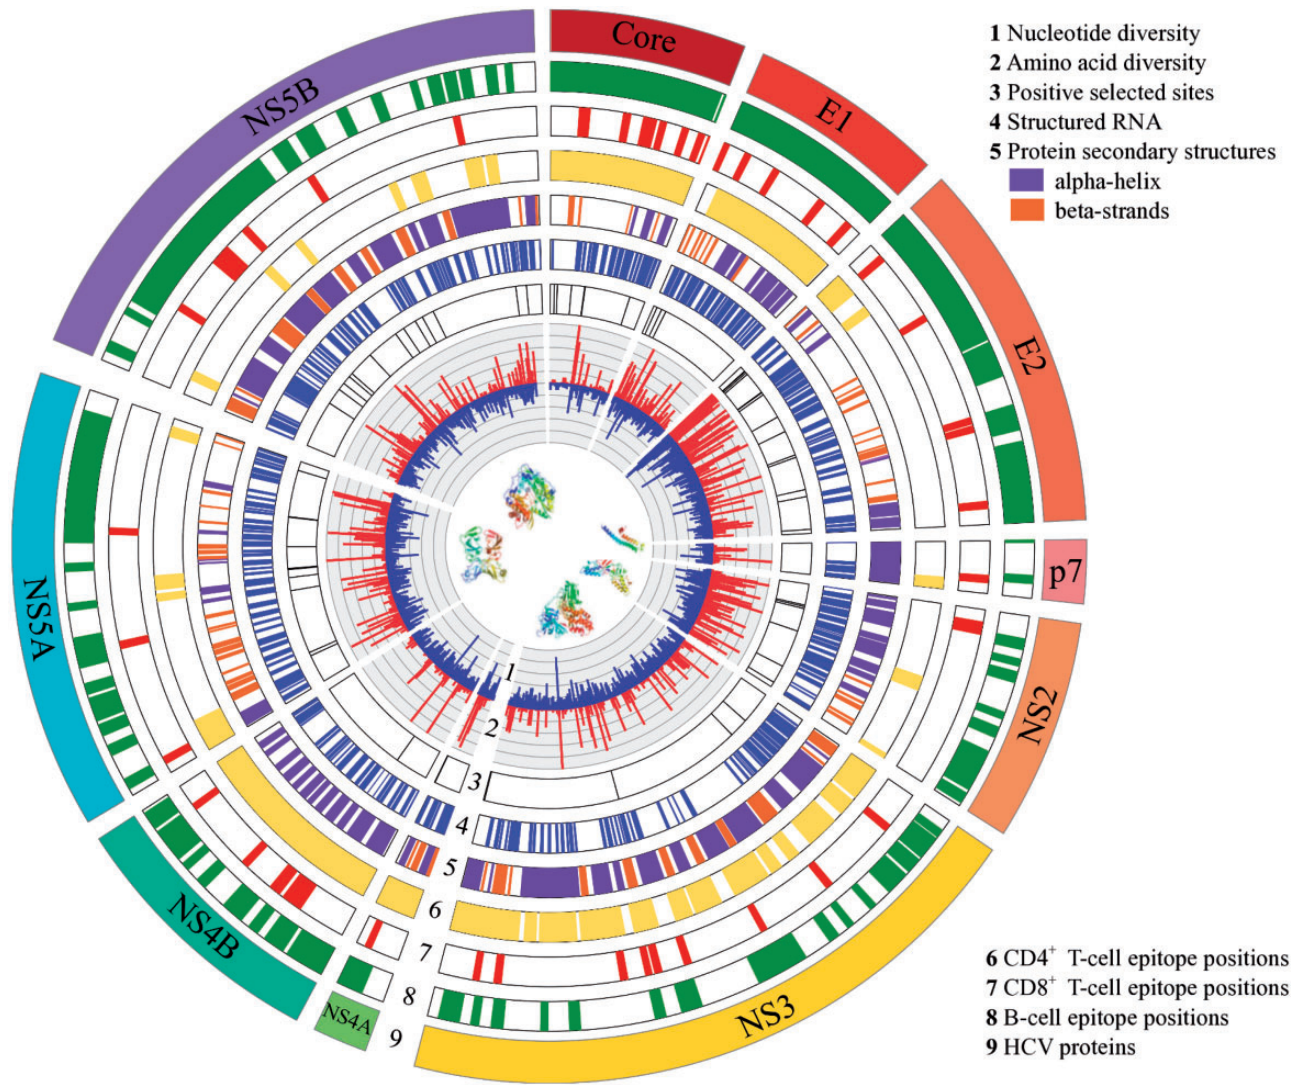 1 Nucleotide diversity
2 Amino acid diversity
3 Positive selected sites
4 Structured RNA
5 Protein secondary structures
alpha-helix
beta-strands
Core
E1
E2
p7
NS2
NS3
NS4A
NS4B
NS5A
NS5B
1
2
3
4
5
6
7
8
9
6 CD4+ T-cell epitope positions
7 CD8+ T-cell epitope positions
8 B-cell epitope positions
9 HCV proteins